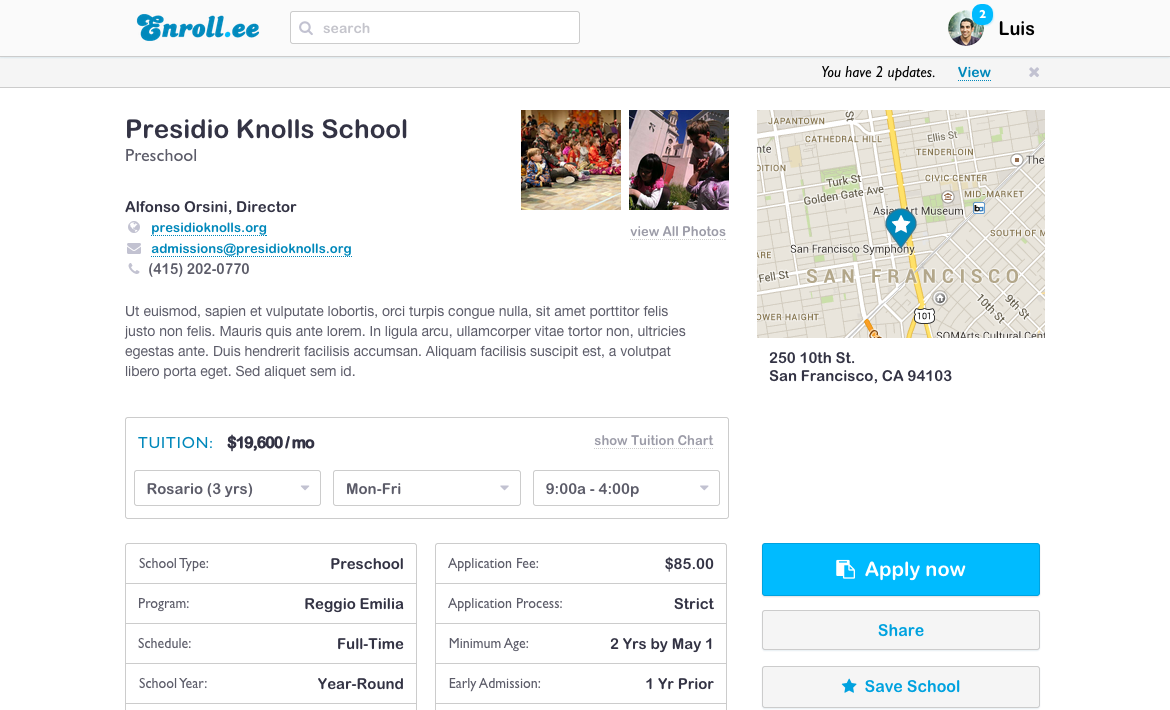 Enroll.ee
search
2
Luis
You have 2 updates.
View
Presidio Knolls School
Preschool
Alfonso Orsini, Director
presidioknolls.org
admissions@presidioknolls.org
(415) 202-0770
view All Photos
JAPANTOWN
St
CATHEDRAL HILL
Ellis St
TENDERLOIN
The
Turk St
Golden Gate Ave
CIVIC CENTER
MID-MARKET
Asian Art Museum
SOUTH OF M
San Francisco Symphony
Fell St
SAN FRANCISCO
10th St
9th St
OWER HAIGHT
101
SOMArts Cultural Cent
250 10th St.
San Francisco, CA 94103
Ut euismod, sapien et vulputate lobortis, orci turpis congue nulla, sit amet porttitor felis
justo non felis. Mauris quis ante lorem. In ligula arcu, ullamcorper vitae tortor non, ultricies
egestas ante. Duis hendrerit facilisis accumsan. Aliquam facilisis suscipit est, a volutpat
libero porta eget. Sed aliquet sem id.
TUITION: $19,600 / mo
show Tuition Chart
Rosario (3 yrs)
Mon-Fri
9:00a - 4:00p
School Type: Preschool
Program: Reggio Emilia
Schedule: Full-Time
School Year: Year-Round
Application Fee: $85.00
Application Process: Strict
Minimum Age: 2 Yrs by May 1
Early Admission: 1 Yr Prior
Apply now
Share
Save School